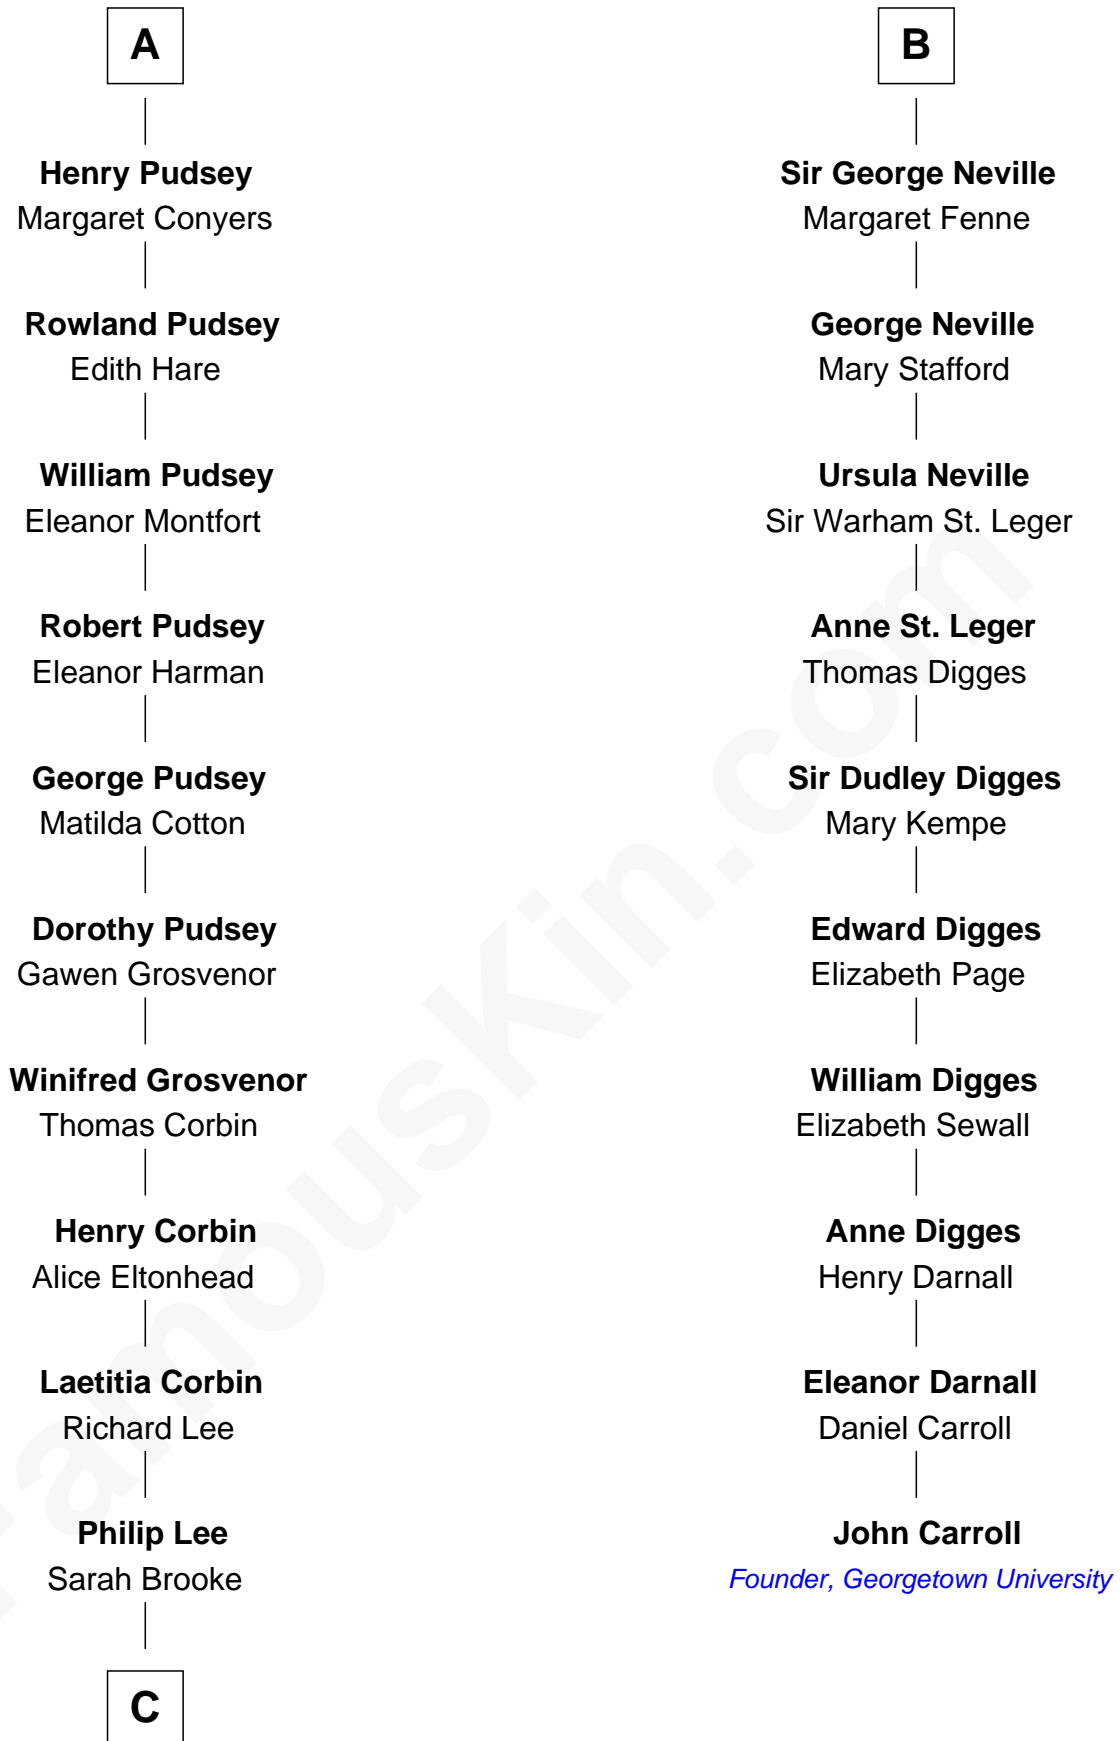 A
Henry Pudsey
Margaret Conyers
Rowland Pudsey
Edith Hare
William Pudsey
Eleanor Montfort
Robert Pudsey
Eleanor Harman
George Pudsey
Matilda Cotton
Dorothy Pudsey
Gawen Grosvenor
Winifred Grosvenor
Thomas Corbin
Henry Corbin
Alice Eltonhead
Laetitia Corbin
Richard Lee
Philip Lee
Sarah Brooke
C
B
Sir George Neville
Margaret Fenne
George Neville
Mary Stafford
Ursula Neville
Sir Warham St. Leger
Anne St. Leger
Thomas Digges
Sir Dudley Digges
Mary Kempe
Edward Digges
Elizabeth Page
William Digges
Elizabeth Sewall
Anne Digges
Henry Darnall
Eleanor Darnall
Daniel Carroll
John Carroll
Founder, Georgetown University
FamousKin.com